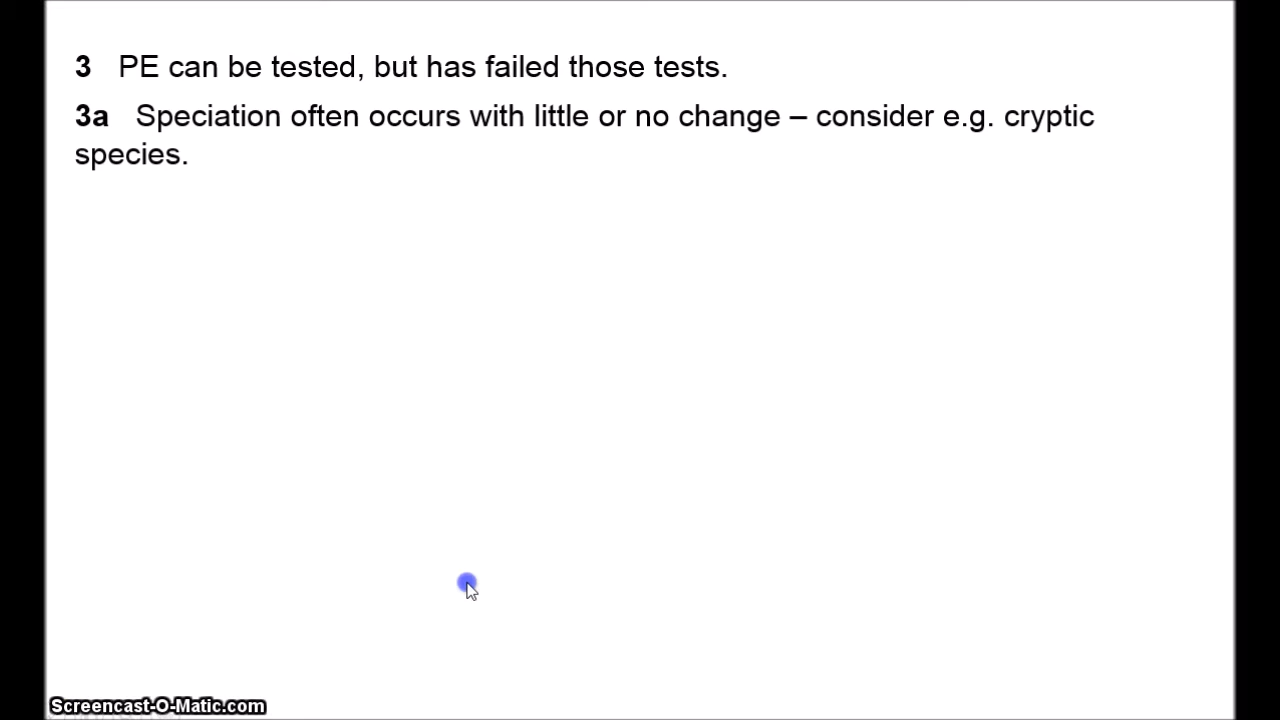 3 PE can be tested, but has failed those tests.
3a Speciation often occurs with little or no change – consider e.g. cryptic
species.
Screencast-O-Matic.com